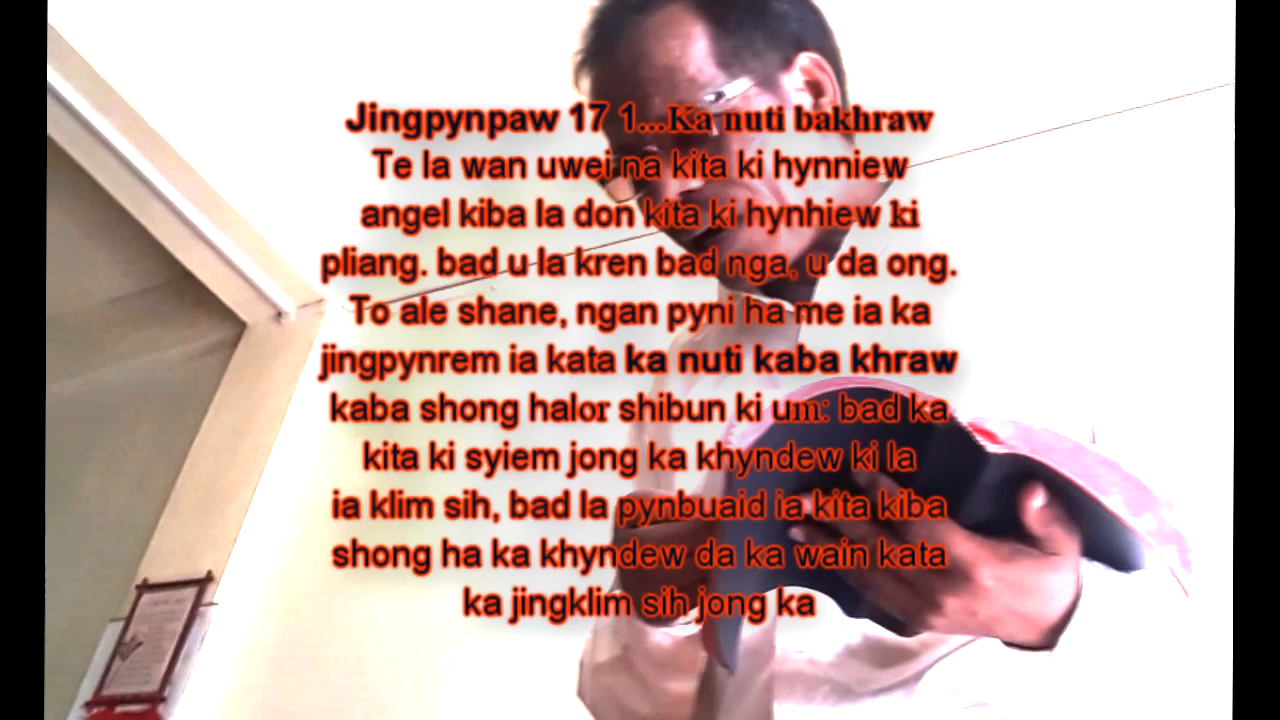 Jingpynpaw 17 1...Ka nuti bakhraw
Te la wan uwei na kita ki hynniew
angel kiba la don kita ki hynhiew ki
pliang. bad u la kren bad nga, u da ong.
To ale shane, ngan pyni ha me ia ka
jingpynrem ia kata ka nuti kaba khraw
kaba shong halor shibun ki um: bad ka
kita ki syiem jong ka khyndew ki la
ia klim sih, bad la pynbuaid ia kita kiba
shong ha ka khyndew da ka wain kata
ka jingklim sih jong ka